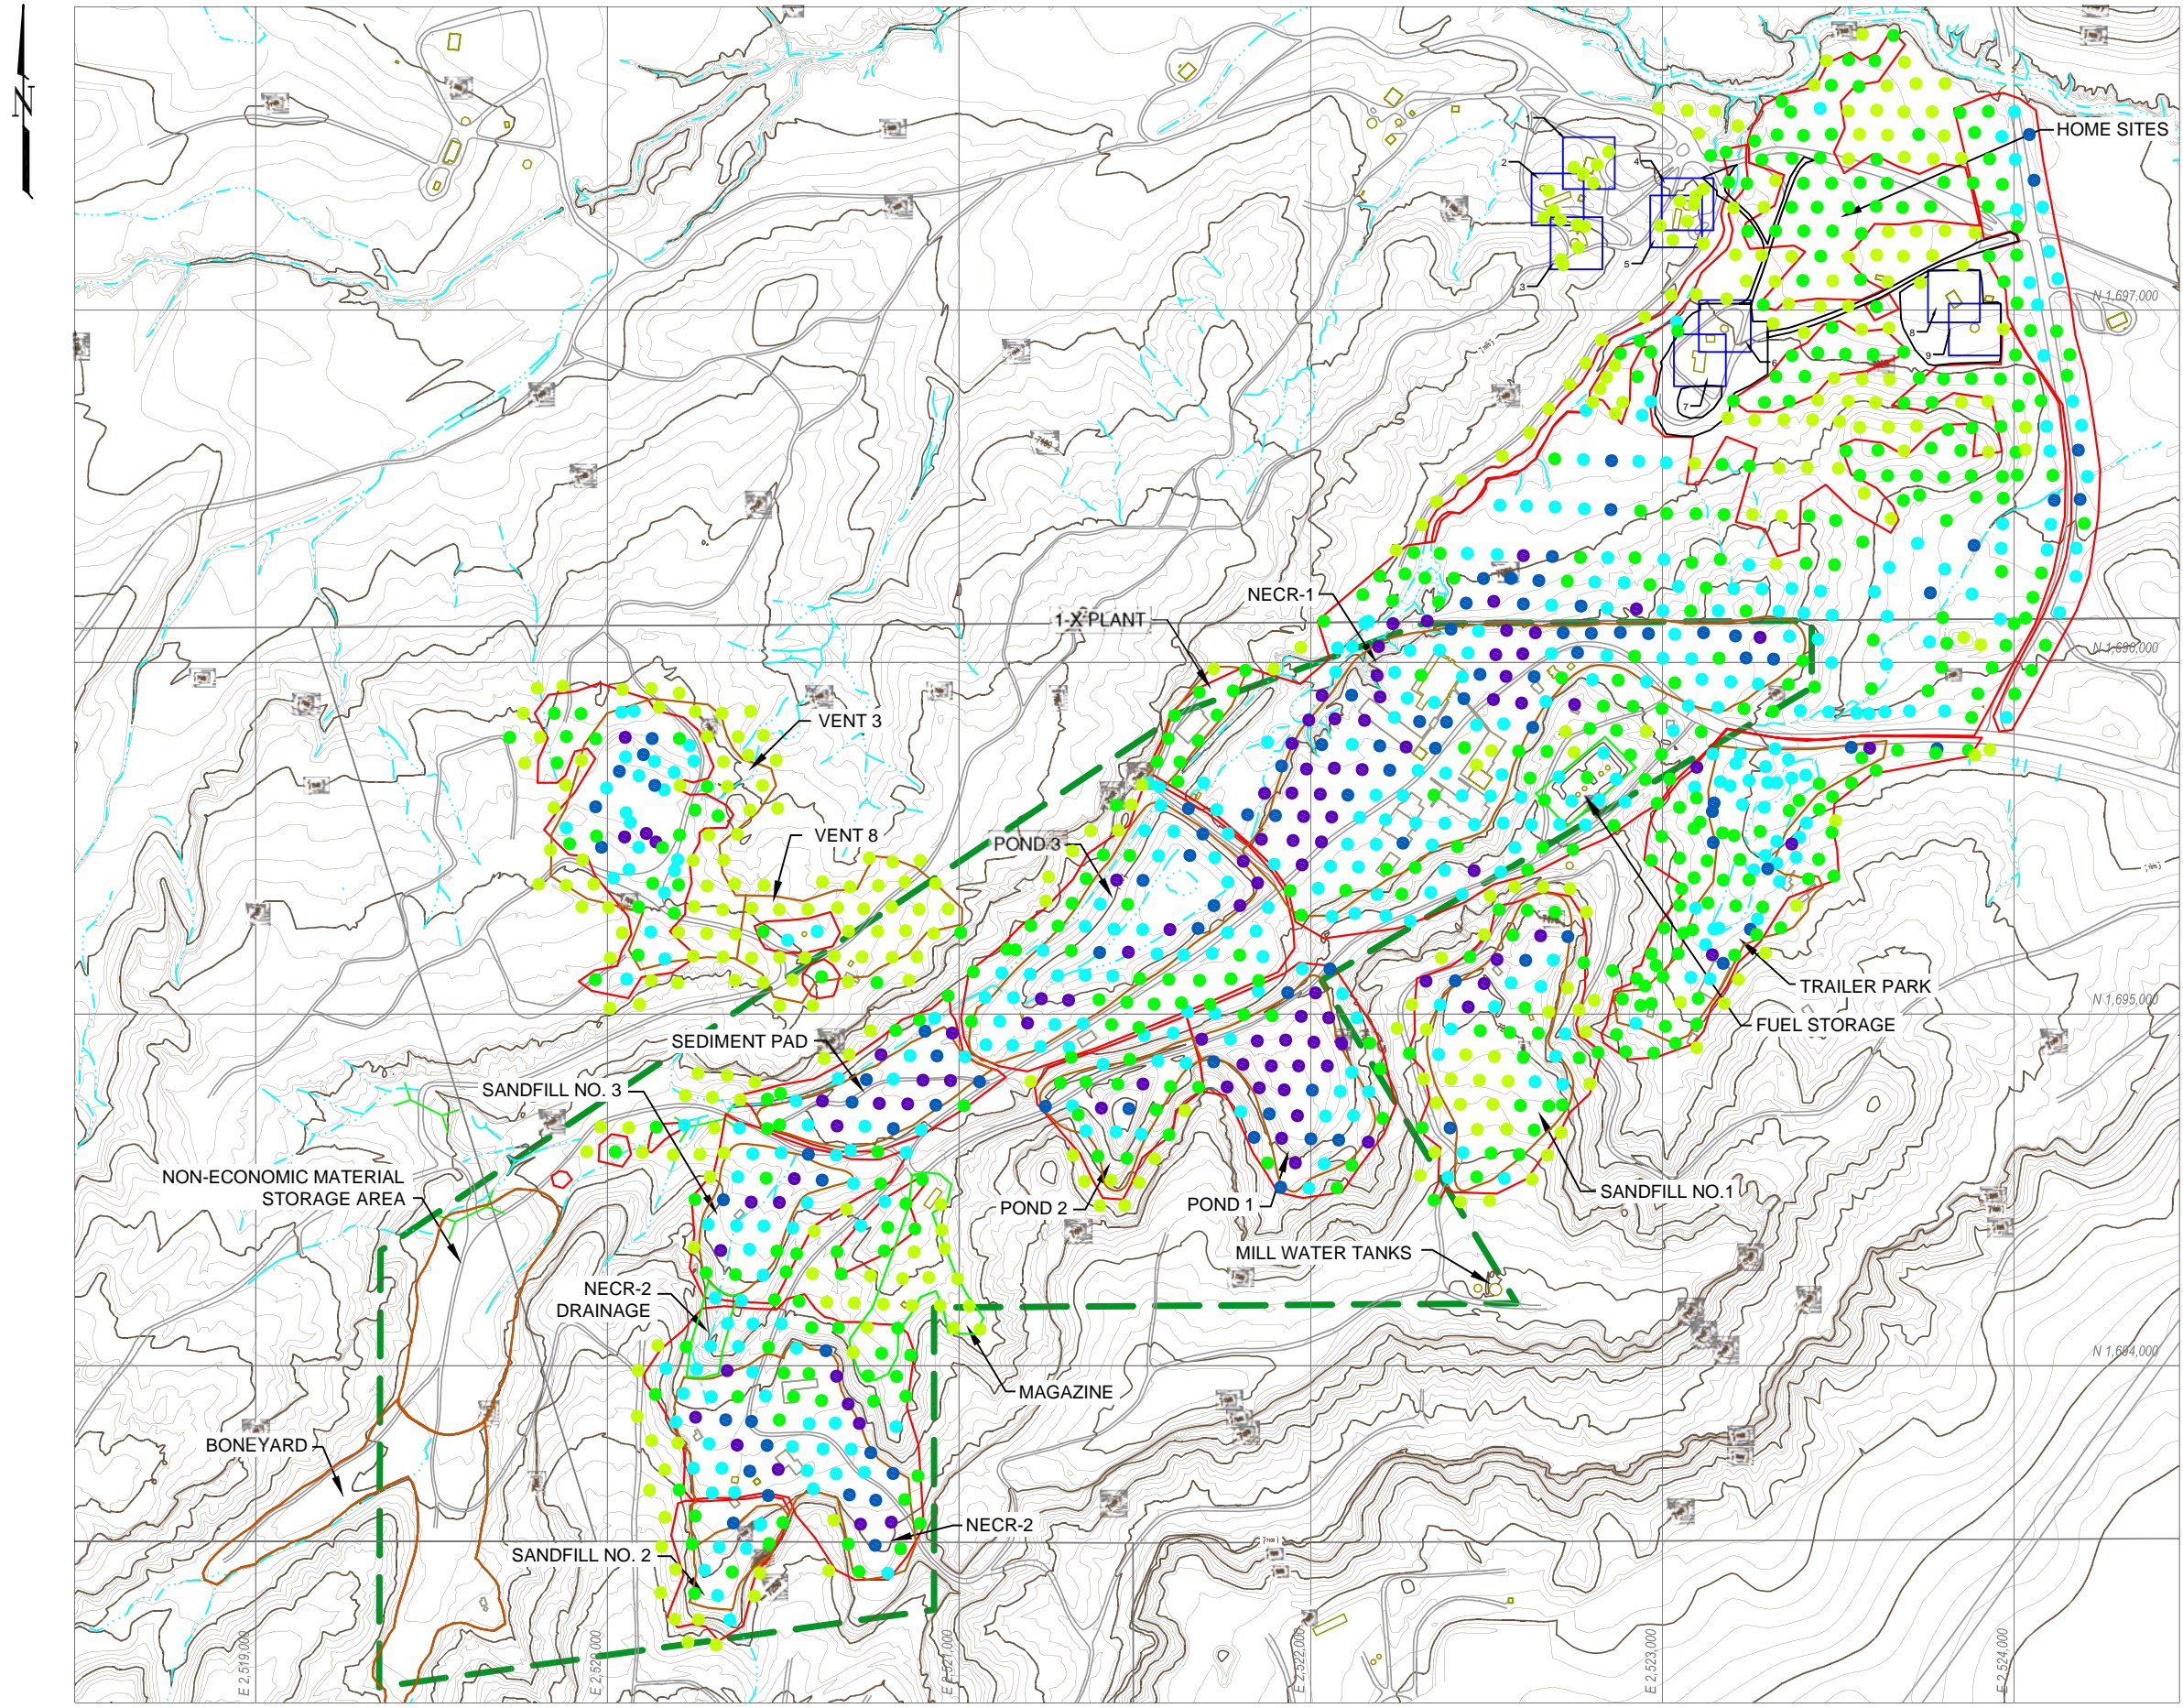 N
1
HOME SITES
2
4
5
3
N 1,697,000
8
9
6
7
7100
NECR-1
1-X PLANT
N 1,696,000
VENT 3
VENT 8
POND 3
TRAILER PARK
N 1,695,000
FUEL STORAGE
SEDIMENT PAD
SANDFILL NO. 3
NON-ECONOMIC MATERIAL
STORAGE AREA
SANDFILL NO.1
POND 2
POND 1
MILL WATER TANKS
NECR-2
DRAINAGE
N 1,694,000
MAGAZINE
BONEYARD
NECR-2
SANDFILL NO. 2
E 2,519,000
E 2,520,000
E 2,521,000
E 2,522,000
E 2,523,000
E 2,524,000